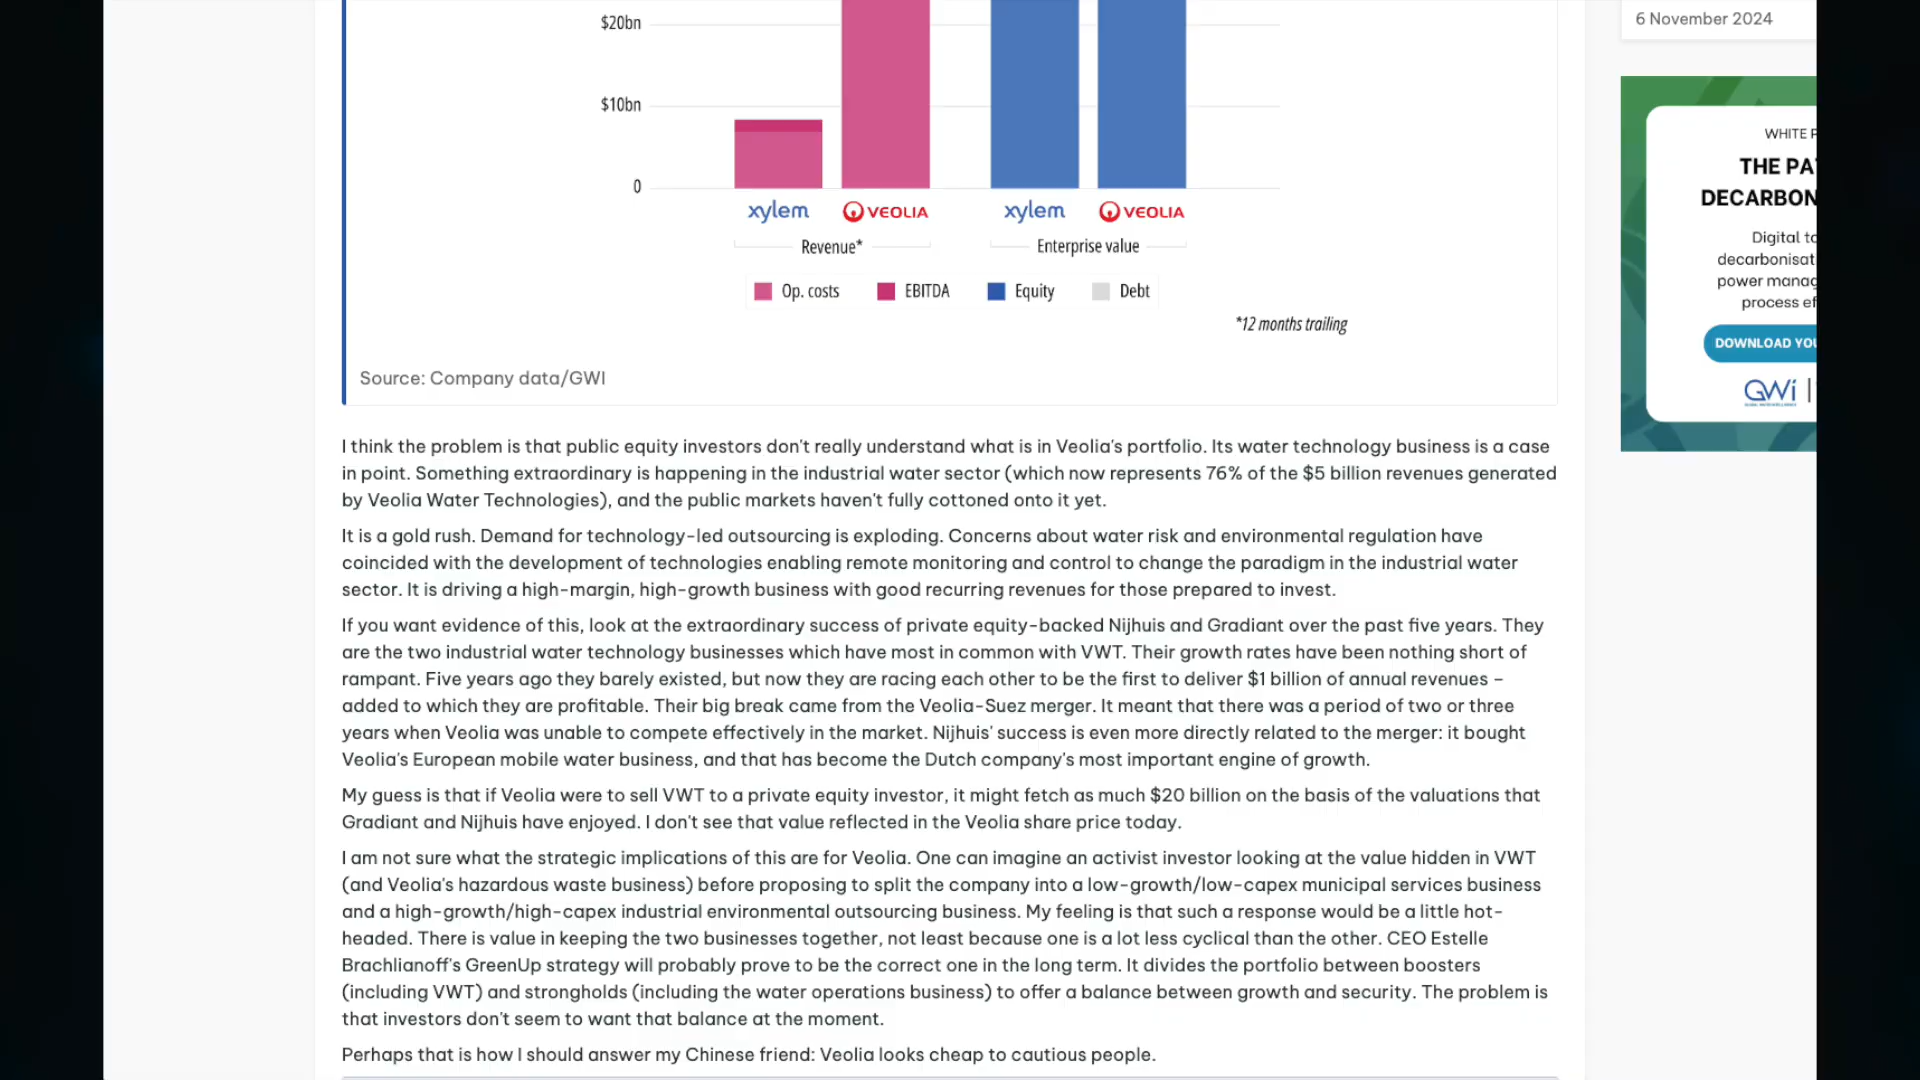 $20bn
$10bn
0
xylem
VEOLIA
xylem
VEOLIA
Revenue*
Enterprise value
Op. costs
EBITDA
Equity
Debt
*12 months trailing
Source: Company data/GWI
I think the problem is that public equity investors don't really understand what is in Veolia's portfolio. Its water technology business is a case
in point. Something extraordinary is happening in the industrial water sector (which now represents 76% of the $5 billion revenues generated
by Veolia Water Technologies), and the public markets haven't fully cottoned onto it yet.
It is a gold rush. Demand for technology-led outsourcing is exploding. Concerns about water risk and environmental regulation have
coincided with the development of technologies enabling remote monitoring and control to change the paradigm in the industrial water
sector. It is driving a high-margin, high-growth business with good recurring revenues for those prepared to invest.
If you want evidence of this, look at the extraordinary success of private equity-backed Nijhuis and Gradiant over the past five years. They
are the two industrial water technology businesses which have most in common with VWT. Their growth rates have been nothing short of
rampant. Five years ago they barely existed, but now they are racing each other to be the first to deliver $1 billion of annual revenues –
added to which they are profitable. Their big break came from the Veolia-Suez merger. It meant that there was a period of two or three
years when Veolia was unable to compete effectively in the market. Nijhuis' success is even more directly related to the merger: it bought
Veolia's European mobile water business, and that has become the Dutch company's most important engine of growth.
My guess is that if Veolia were to sell VWT to a private equity investor, it might fetch as much $20 billion on the basis of the valuations that
Gradiant and Nijhuis have enjoyed. I don't see that value reflected in the Veolia share price today.
I am not sure what the strategic implications of this are for Veolia. One can imagine an activist investor looking at the value hidden in VWT
(and Veolia's hazardous waste business) before proposing to split the company into a low-growth/low-capex municipal services business
and a high-growth/high-capex industrial environmental outsourcing business. My feeling is that such a response would be a little hot-
headed. There is value in keeping the two businesses together, not least because one is a lot less cyclical than the other. CEO Estelle
Brachlianoff's GreenUp strategy will probably prove to be the correct one in the long term. It divides the portfolio between boosters
(including VWT) and strongholds (including the water operations business) to offer a balance between growth and security. The problem is
that investors don't seem to want that balance at the moment.
Perhaps that is how I should answer my Chinese friend: Veolia looks cheap to cautious people.
6 November 2024
WHITE P
THE PA
DECARBON
Digital to
decarbonisat
power manag
process ef
DOWNLOAD YOU
GWi